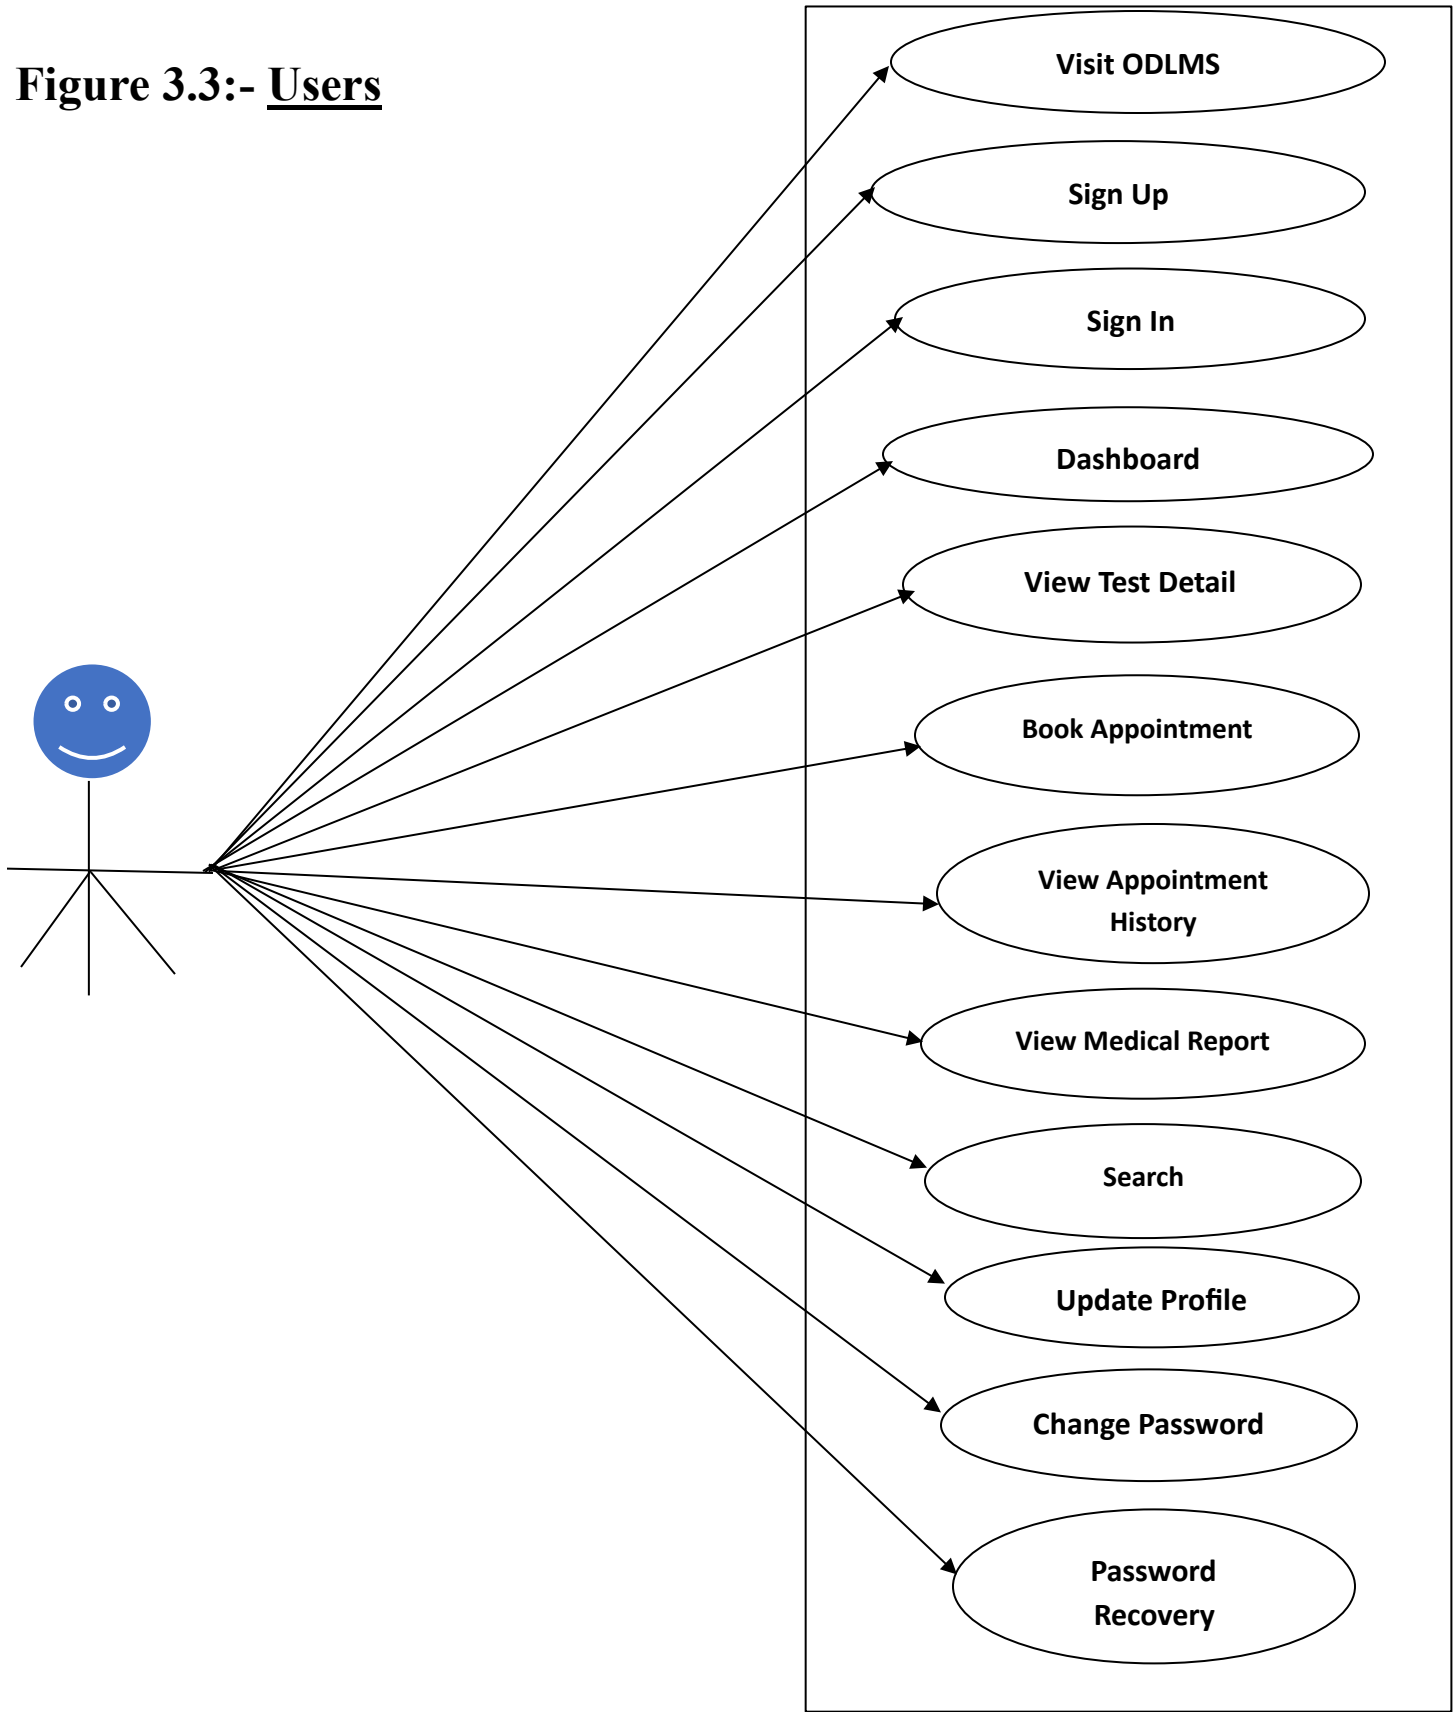 Figure 3.3:- Users
Visit ODLMS
Sign Up
Sign In
Dashboard
View Test Detail
Book Appointment
View Appointment
History
View Medical Report
Search
Update Profile
Change Password
Password
Recovery